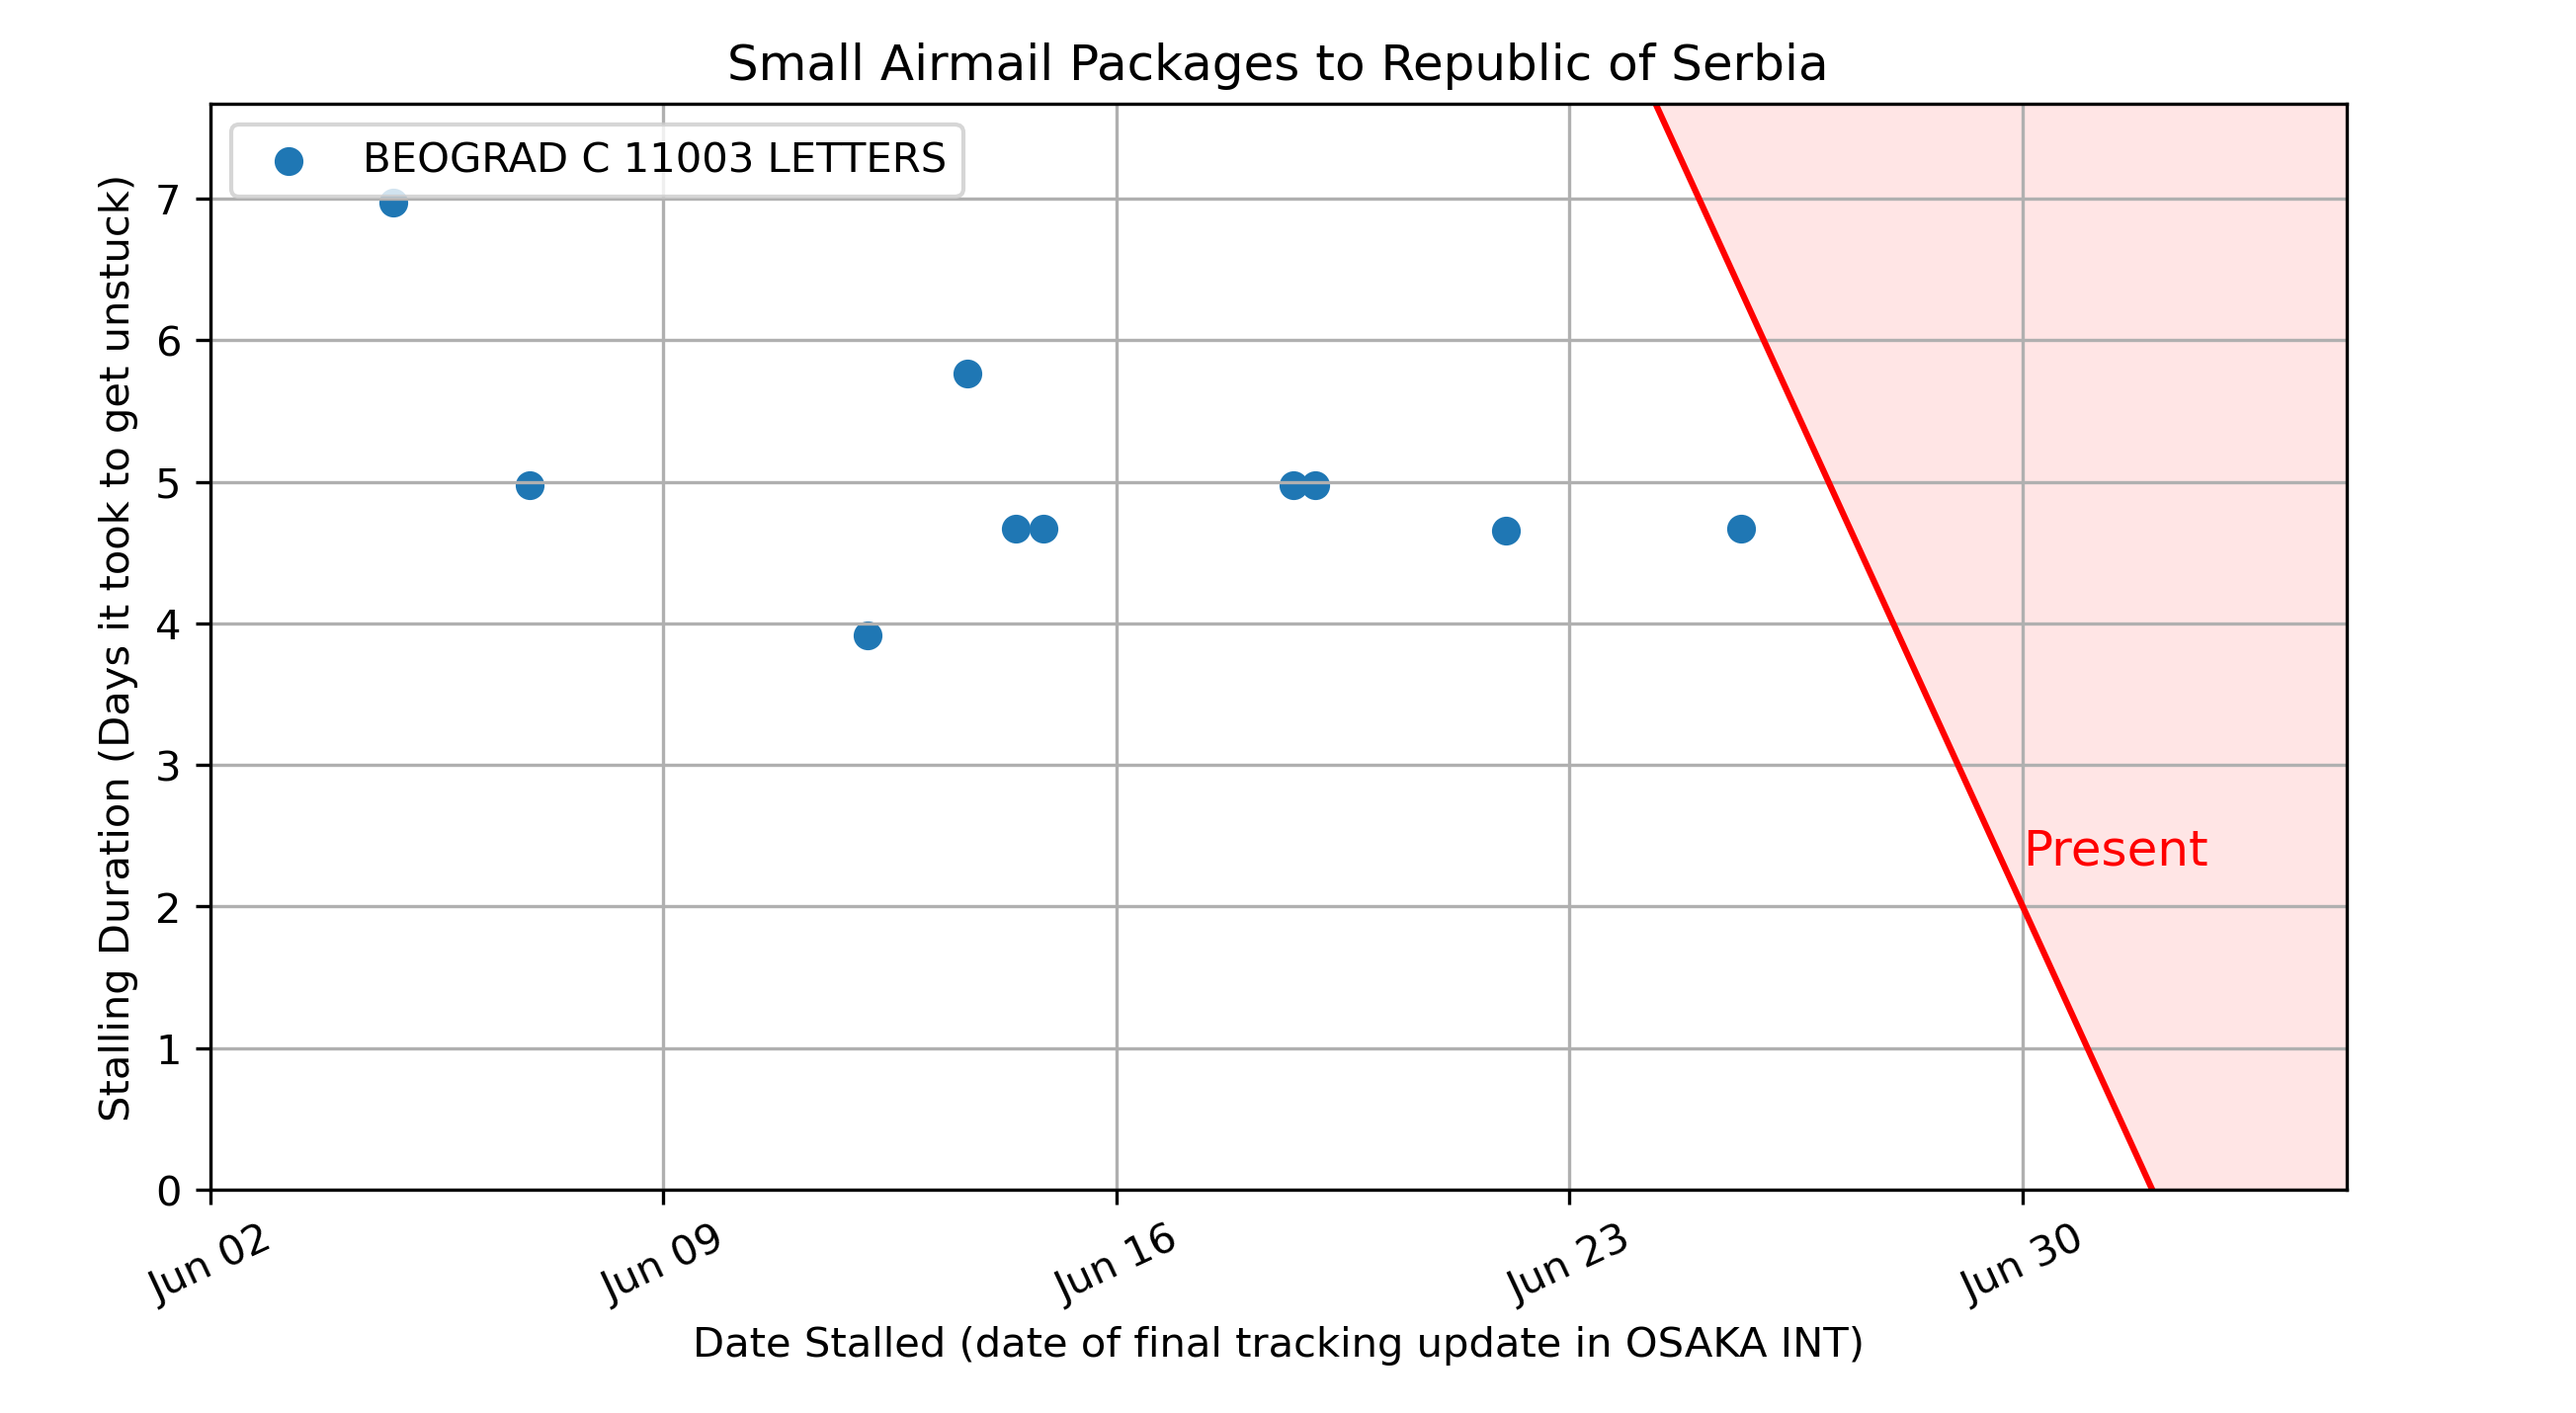 Small Airmail Packages to Republic of Serbia
BEOGRAD C 11003 LETTERS
Stalling Duration (Days it took to get unstuck)
7
6
5
4
3
2
1
0
Present
Jun 02
Jun 09
Jun 16
Jun 23
Jun 30
Date Stalled (date of final tracking update in OSAKA INT)